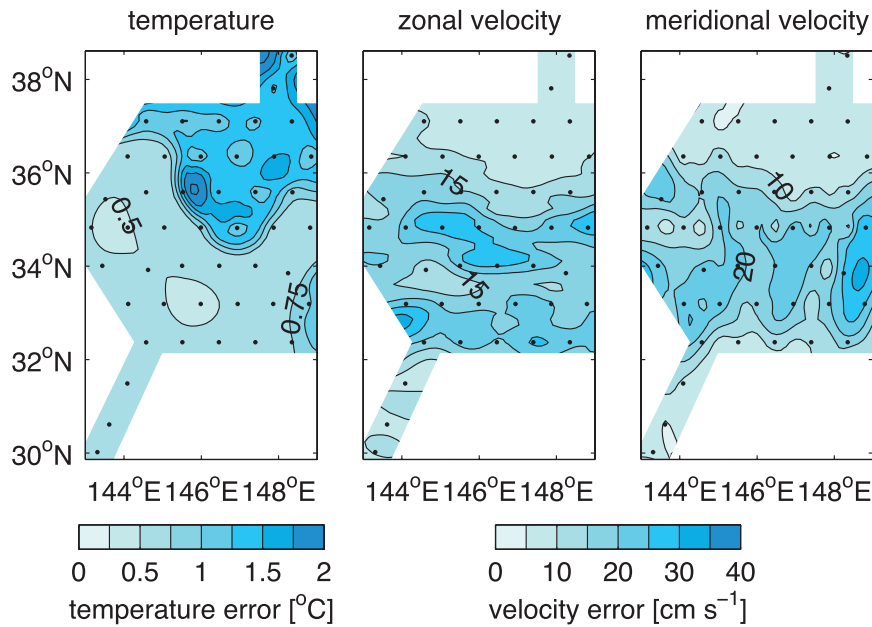 temperature zonal velocity meridional velocity
38°N
36°N
34°N
32°N
30°N
0.5
0.75
15
15
10
20
144°E 146°E 148°E 144°E 146°E 148°E 144°E 146°E 148°E
0 0.5 1 1.5 2 0 10 20 30 40
temperature error [°C] velocity error [cm s⁻¹]